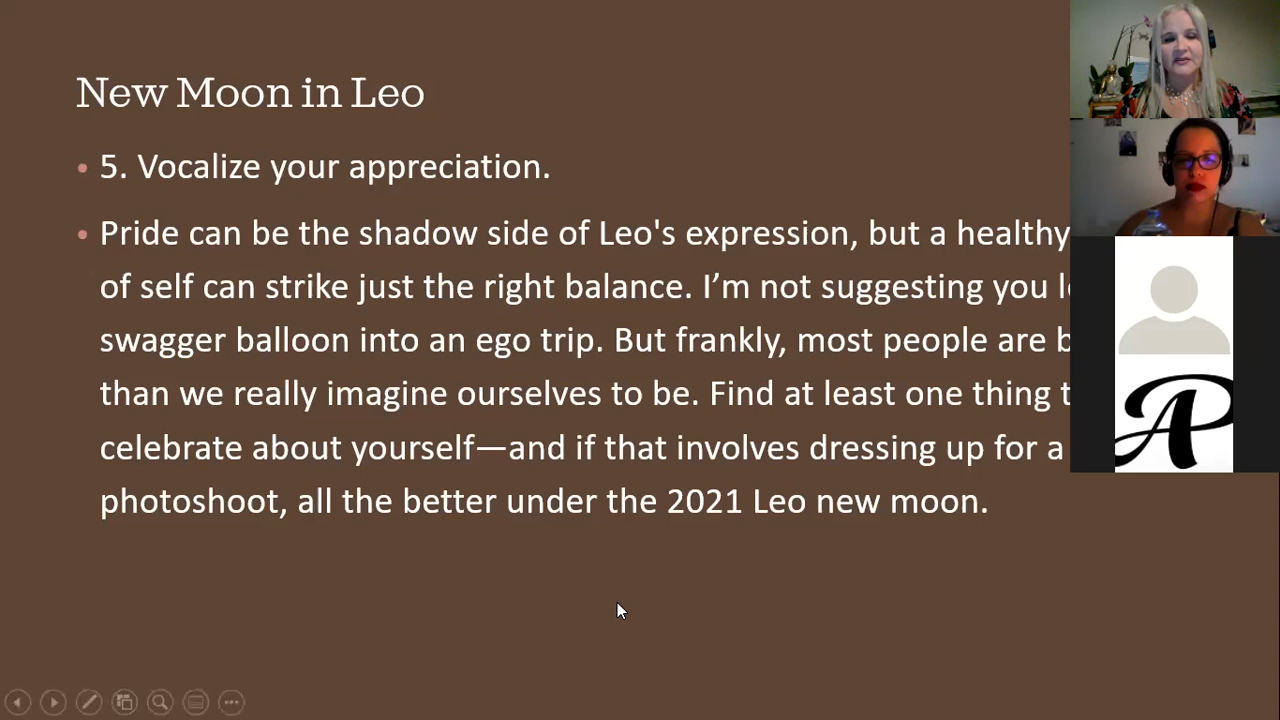 New Moon in Leo
• 5. Vocalize your appreciation.
• Pride can be the shadow side of Leo's expression, but a healthy
of self can strike just the right balance. I’m not suggesting you
swagger balloon into an ego trip. But frankly, most people are
than we really imagine ourselves to be. Find at least one thing
celebrate about yourself—and if that involves dressing up for a
photoshoot, all the better under the 2021 Leo new moon.
AP